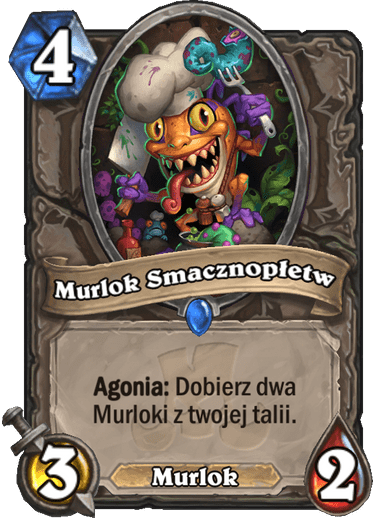 4
Murlok Smacznopłetw
Agonia: Dobierz dwa
Murloki z twojej talii.
3
Murlok
2